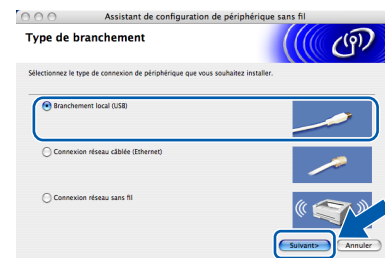 Assistant de configuration de périphérique sans fil
Type de branchement
Sélectionnez le type de connexion de périphérique que vous souhaitez installer.
Branchement local (USB)
Connexion réseau câblée (Ethernet)
Connexion réseau sans fil
Suivant>
Annuler